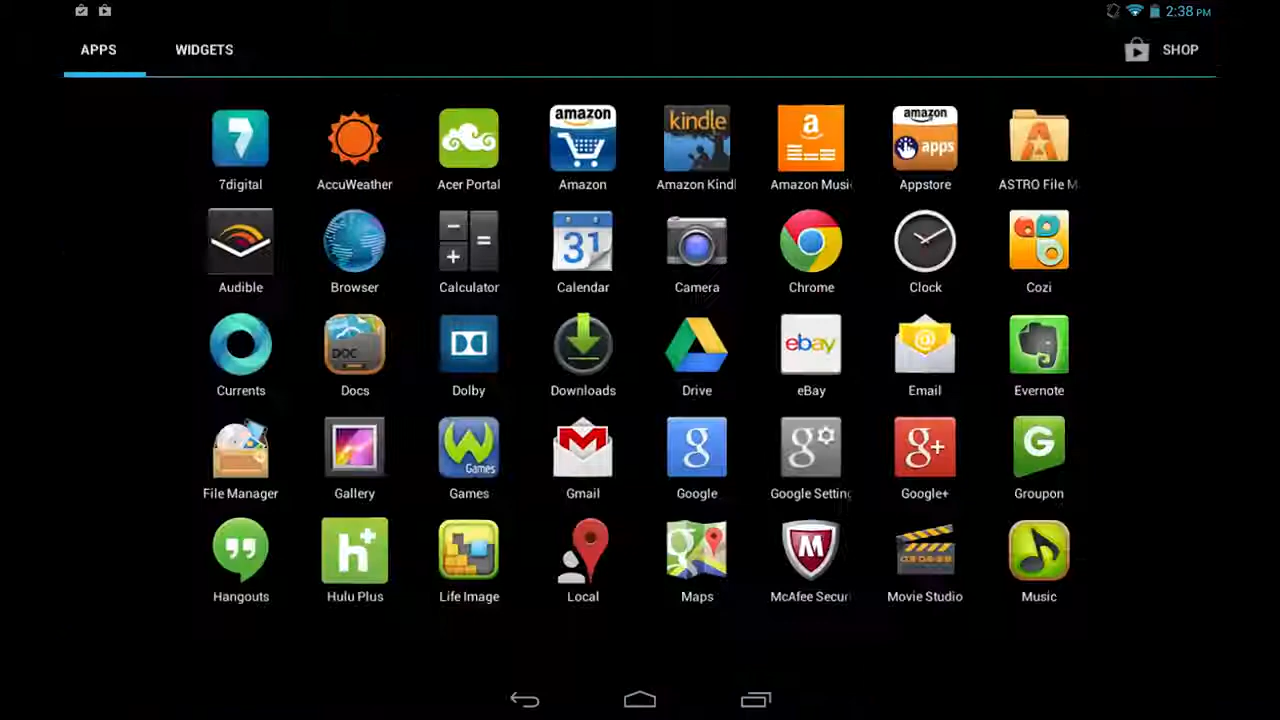 2:38 PM
APPS WIDGETS SHOP
7
amazon
kindle
a
amazon
apps
A
7digital AccuWeather Acer Portal Amazon Amazon Kindl Amazon Musi Appstore ASTRO File M
31
Audible Browser Calculator Calendar Camera Chrome Clock Cozi
DOC
ebay
@
Currents Docs Dolby Downloads Drive eBay Email Evernote
W
Games
M
g
g
g+
G
File Manager Gallery Games Gmail Google Google Setting Google+ Groupon
h+
g
M
Hangouts Hulu Plus Life Image Local Maps McAfee Secur Movie Studio Music